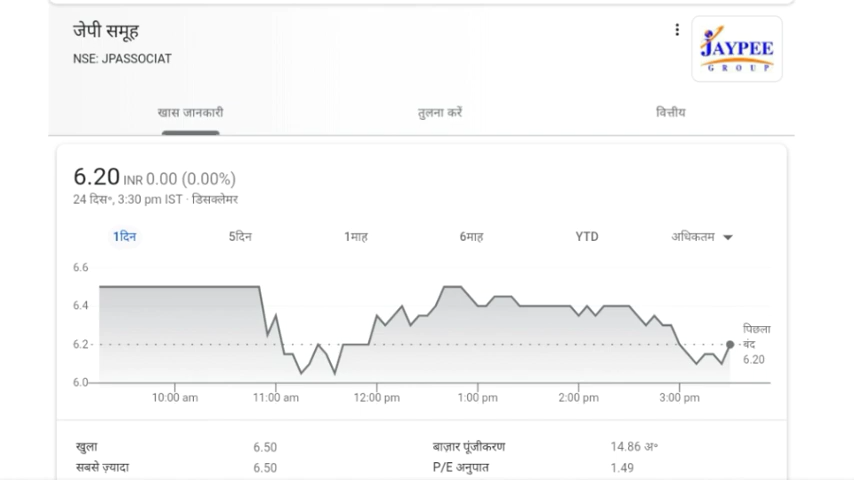 जेपी समूह
NSE: JPASSOCIAT
JAYPEE
GROUP
खास जानकारी तुलना करें वित्तीय
6.20 INR 0.00 (0.00%)
24 दिस॰, 3:30 pm IST · डिसक्लेमर
1दिन 5दिन 1माह 6माह YTD अधिकतम
6.6
6.4
6.2
6.0
पिछला
बंद
6.20
10:00 am 11:00 am 12:00 pm 1:00 pm 2:00 pm 3:00 pm
खुला 6.50 बाज़ार पूंजीकरण 14.86 अ॰
सबसे ज़्यादा 6.50 P/E अनुपात 1.49